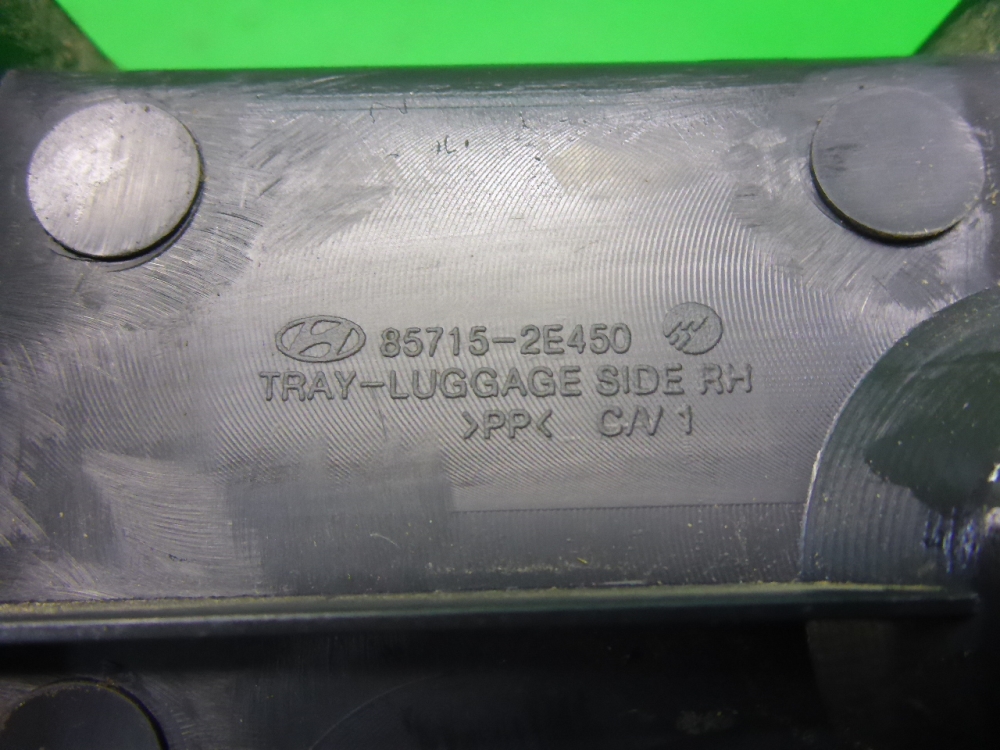 85715-2E450
TRAY-LUGGAGE SIDE RH
>PP< C/V 1